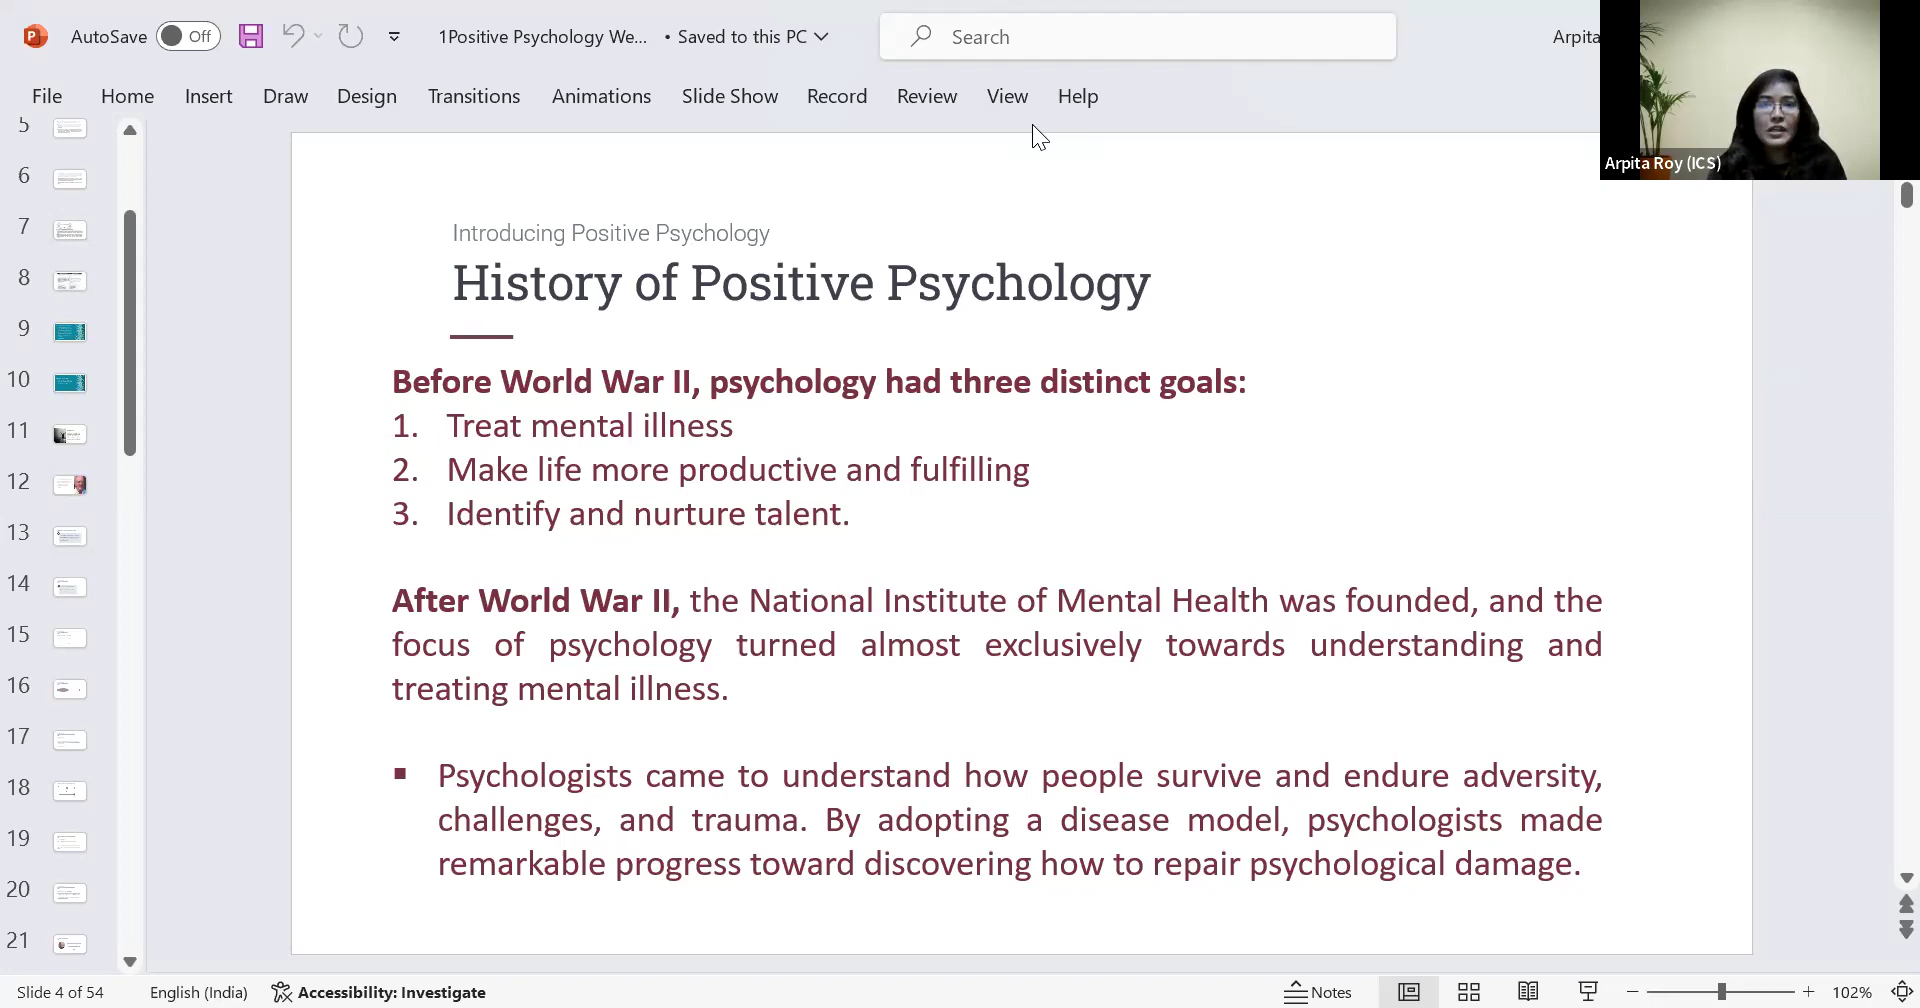 AutoSave Off 1Positive Psychology We... • Saved to this PC Search Arpita
File Home Insert Draw Design Transitions Animations Slide Show Record Review View Help
Arpita Roy (ICS)
5
6
7
8
9
10
11
12
13
14
15
16
17
18
19
20
21
Introducing Positive Psychology
History of Positive Psychology
Before World War II, psychology had three distinct goals:
1. Treat mental illness
2. Make life more productive and fulfilling
3. Identify and nurture talent.
After World War II, the National Institute of Mental Health was founded, and the
focus of psychology turned almost exclusively towards understanding and
treating mental illness.
▪ Psychologists came to understand how people survive and endure adversity,
challenges, and trauma. By adopting a disease model, psychologists made
remarkable progress toward discovering how to repair psychological damage.
Slide 4 of 54 English (India) Accessibility: Investigate Notes 102%